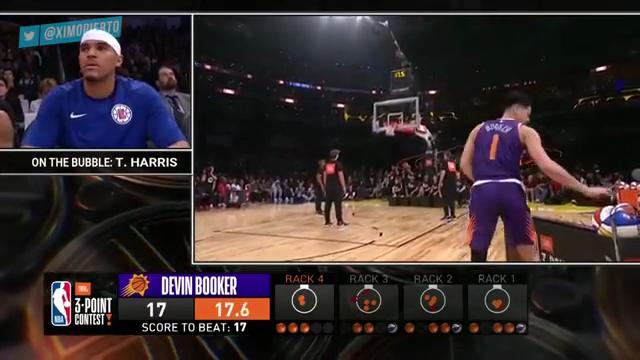 @XIMOPIERTO
ON THE BUBBLE: T. HARRIS
BOOKER
1
NBA
3-POINT
CONTEST
DEVIN BOOKER
17
17.6
SCORE TO BEAT: 17
RACK 4
RACK 3
RACK 2
RACK 1